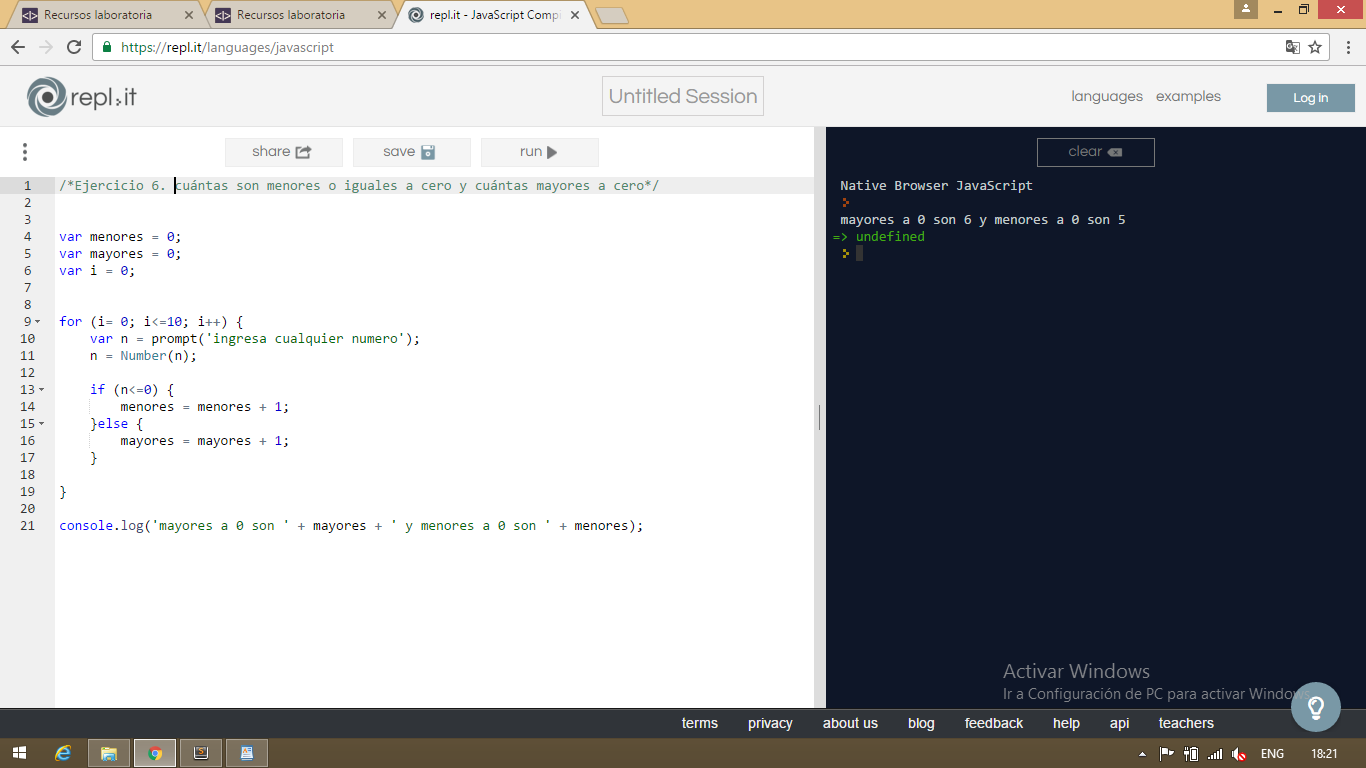 Recursos laboratoria
Recursos laboratoria
repl.it - JavaScript Compi
https://repl.it/languages/javascript
repl.it
Untitled Session
languages examples
Log in
share
save
run
clear
1 /*Ejercicio 6. cuántas son menores o iguales a cero y cuántas mayores a cero*/
2
3
4 var menores = 0;
5 var mayores = 0;
6 var i = 0;
7
8
9 for (i= 0; i<=10; i++) {
10 var n = prompt('ingresa cualquier numero');
11 n = Number(n);
12
13 if (n<=0) {
14 menores = menores + 1;
15 }else {
16 mayores = mayores + 1;
17 }
18
19 }
20
21 console.log('mayores a 0 son ' + mayores + ' y menores a 0 son ' + menores);
Native Browser JavaScript
mayores a 0 son 6 y menores a 0 son 5
=> undefined
Activar Windows
Ir a Configuración de PC para activar Windows.
terms privacy about us blog feedback help api teachers
ENG 18:21